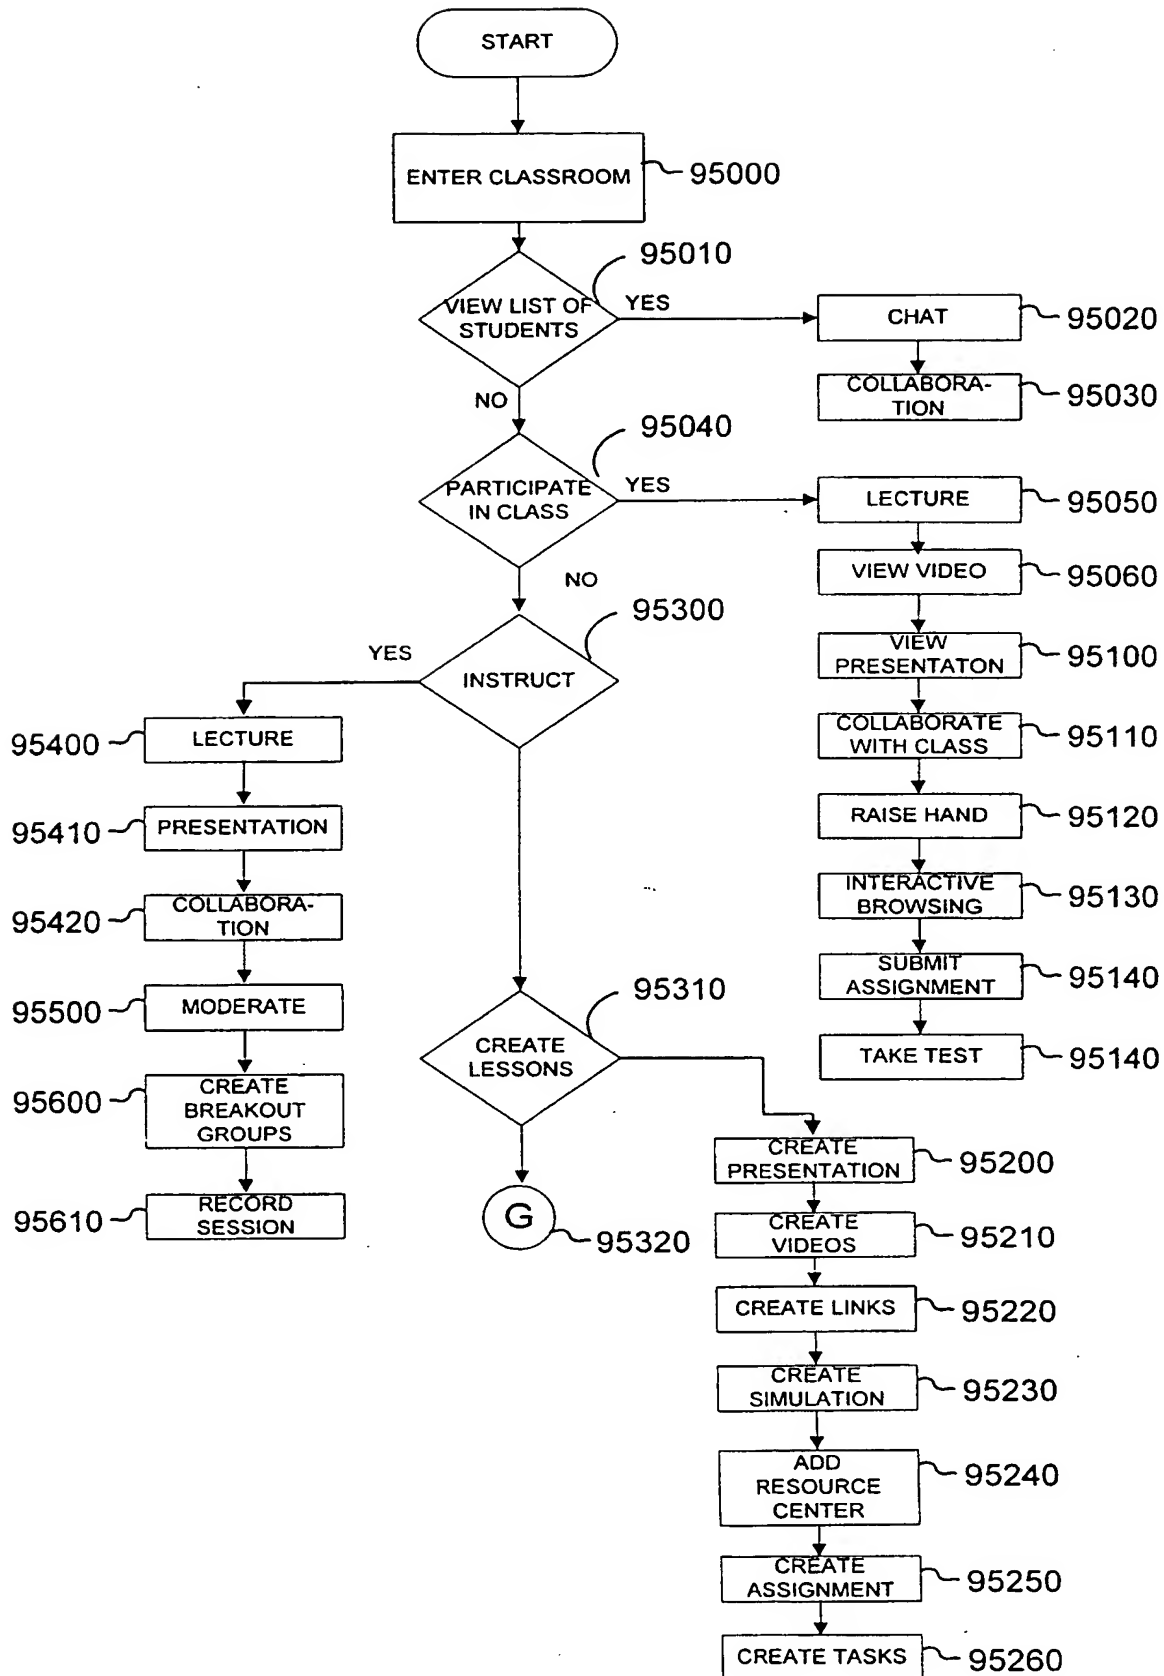 START
ENTER CLASSROOM
95000
95010
VIEW LIST OF
STUDENTS
YES
CHAT
95020
NO
COLLABORA-
TION
95030
95040
PARTICIPATE
IN CLASS
YES
LECTURE
95050
NO
VIEW VIDEO
95060
95300
INSTRUCT
YES
VIEW
PRESENTATON
95100
COLLABORATE
WITH CLASS
95110
RAISE HAND
95120
INTERACTIVE
BROWSING
95130
SUBMIT
ASSIGNMENT
95140
TAKE TEST
95140
95400
LECTURE
95410
PRESENTATION
95420
COLLABORA-
TION
95500
MODERATE
95600
CREATE
BREAKOUT
GROUPS
95610
RECORD
SESSION
95310
CREATE
LESSONS
G
95320
CREATE
PRESENTATION
95200
CREATE
VIDEOS
95210
CREATE LINKS
95220
CREATE
SIMULATION
95230
ADD
RESOURCE
CENTER
95240
CREATE
ASSIGNMENT
95250
CREATE TASKS
95260